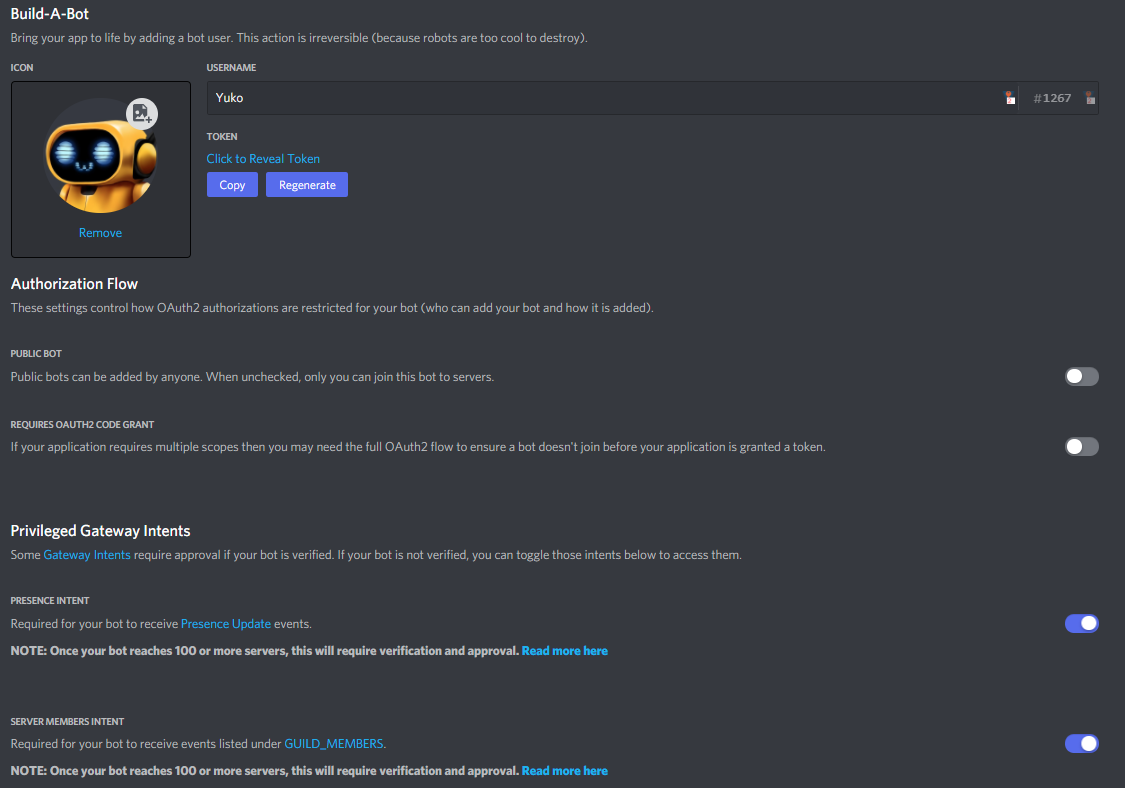 Build-A-Bot
Bring your app to life by adding a bot user. This action is irreversible (because robots are too cool to destroy).
ICON
USERNAME
Yuko
#1267
TOKEN
Click to Reveal Token
Copy
Regenerate
Remove
Authorization Flow
These settings control how OAuth2 authorizations are restricted for your bot (who can add your bot and how it is added).
PUBLIC BOT
Public bots can be added by anyone. When unchecked, only you can join this bot to servers.
REQUIRES OAUTH2 CODE GRANT
If your application requires multiple scopes then you may need the full OAuth2 flow to ensure a bot doesn't join before your application is granted a token.
Privileged Gateway Intents
Some Gateway Intents require approval if your bot is verified. If your bot is not verified, you can toggle those intents below to access them.
PRESENCE INTENT
Required for your bot to receive Presence Update events.
NOTE: Once your bot reaches 100 or more servers, this will require verification and approval. Read more here
SERVER MEMBERS INTENT
Required for your bot to receive events listed under GUILD_MEMBERS.
NOTE: Once your bot reaches 100 or more servers, this will require verification and approval. Read more here